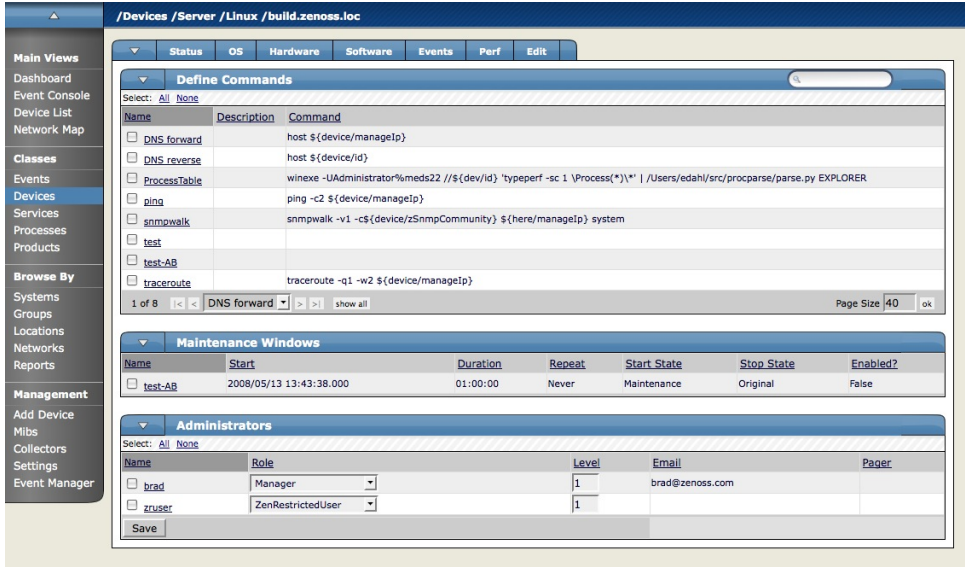 /Devices /Server /Linux /build.zenoss.loc
Main Views
Dashboard
Event Console
Device List
Network Map
Classes
Events
Devices
Services
Processes
Products
Browse By
Systems
Groups
Locations
Networks
Reports
Management
Add Device
Mibs
Collectors
Settings
Event Manager
Status OS Hardware Software Events Perf Edit
Define Commands
Select: All None
Name Description Command
DNS forward host ${device/manageIp}
DNS reverse host ${device/id}
ProcessTable winexe -UAdministrator%meds22 //${dev/id} 'typeperf -sc 1 \Process(*)\*' | /Users/edahl/src/procparse/parse.py EXPLORER
ping ping -c2 ${device/manageIp}
snmpwalk snmpwalk -v1 -c${device/zSnmpCommunity} ${here/manageIp} system
test
test-AB
traceroute traceroute -q1 -w2 ${device/manageIp}
1 of 8 |< < DNS forward > >| show all Page Size 40 ok
Maintenance Windows
Name Start Duration Repeat Start State Stop State Enabled?
test-AB 2008/05/13 13:43:38.000 01:00:00 Never Maintenance Original False
Administrators
Select: All None
Name Role Level Email Pager
brad Manager 1 brad@zenoss.com
zruser ZenRestrictedUser 1
Save